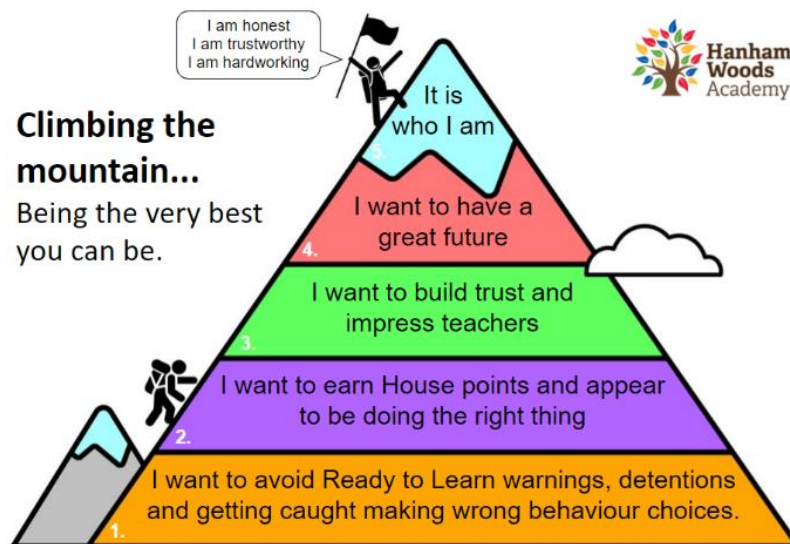 I am honest
I am trustworthy
I am hardworking
Hanham
Woods
Academy
Climbing the
mountain...
Being the very best
you can be.
It is
who I am
5.
I want to have a
great future
4.
I want to build trust and
impress teachers
3.
I want to earn House points and appear
to be doing the right thing
2.
I want to avoid Ready to Learn warnings, detentions
and getting caught making wrong behaviour choices.
1.